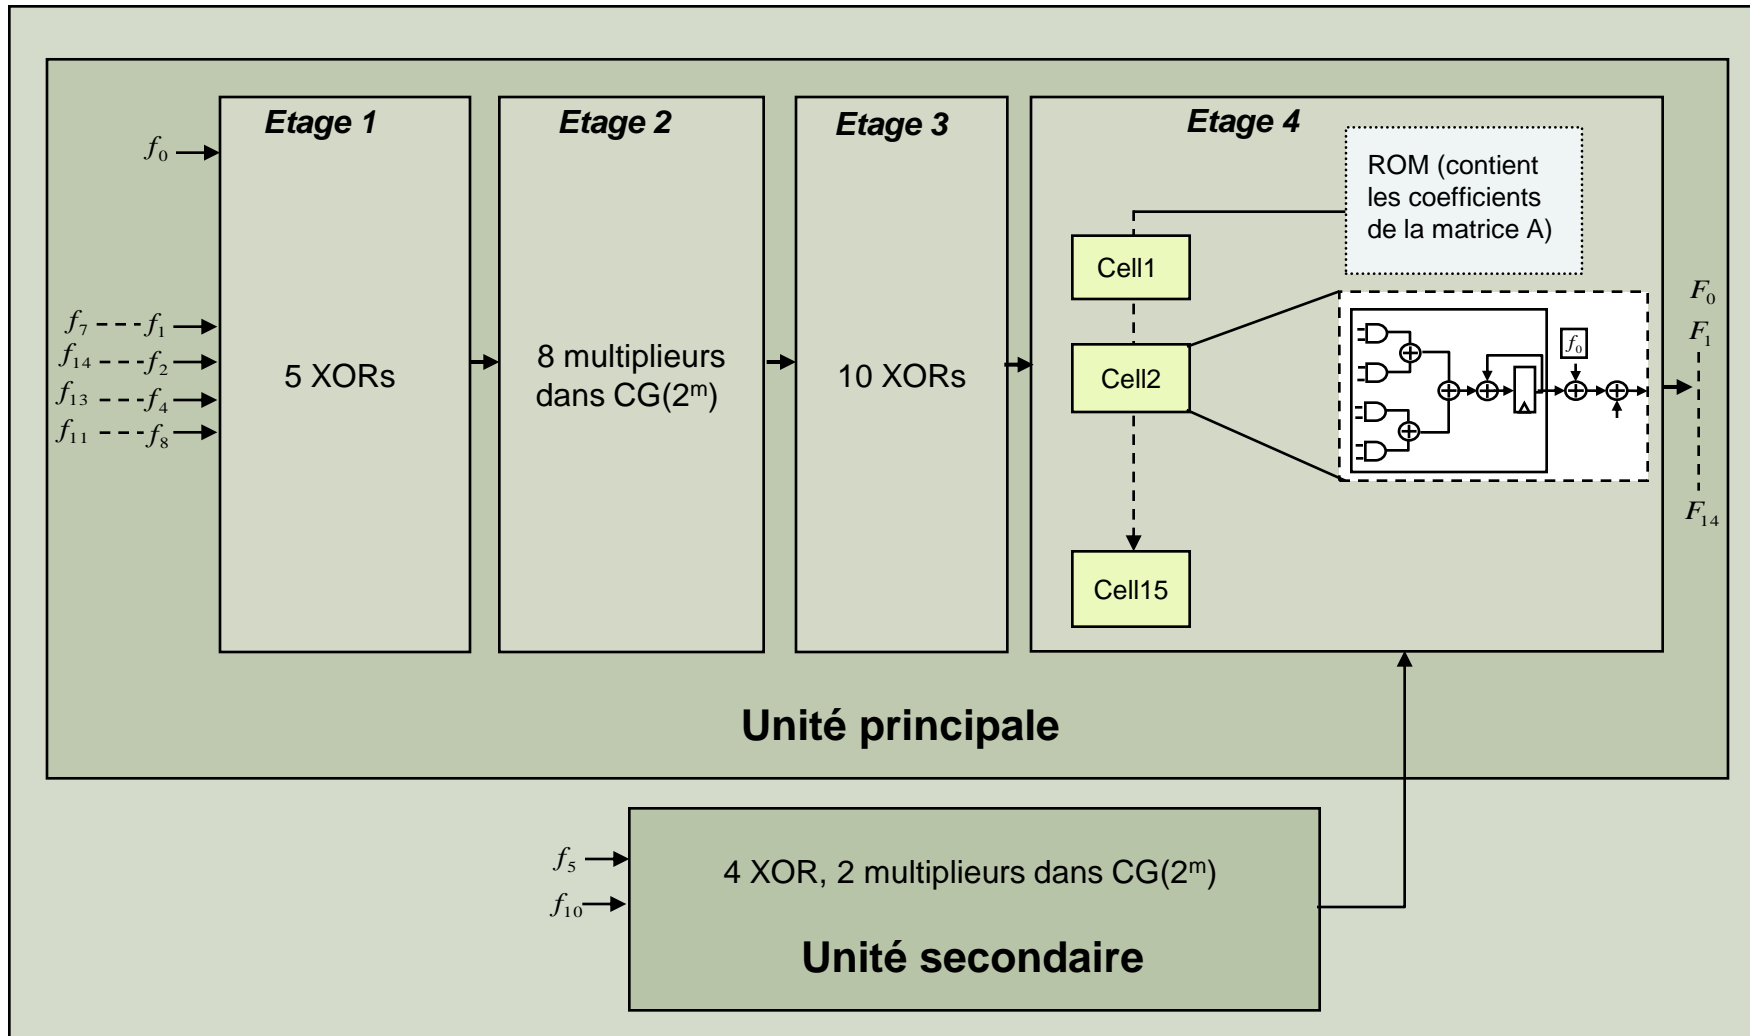 Etage 1
Etage 2
Etage 3
Etage 4
f0
f7 f1
f14 f2
f13 f4
f11 f8
5 XORs
8 multiplieurs
dans CG(2^m)
10 XORs
ROM (contient
les coefficients
de la matrice A)
Cell1
Cell2
Cell15
f0
F0
F1
F14
Unité principale
f5
f10
4 XOR, 2 multiplieurs dans CG(2^m)
Unité secondaire